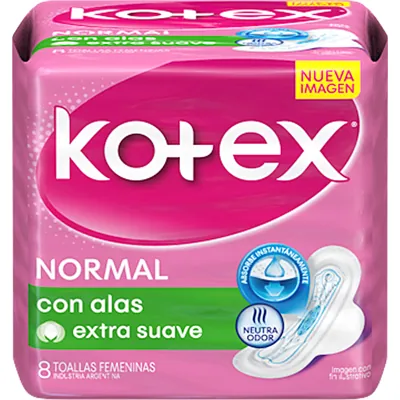 kotex
NUEVA
IMAGEN
kotex
NORMAL
con alas
extra suave
8 TOALLAS FEMENINAS
INDUSTRIA ARGENTINA
ABSORBE INSTANTÁNEAMENTE
NEUTRA
ODOR
imagen con
fin ilustrativo